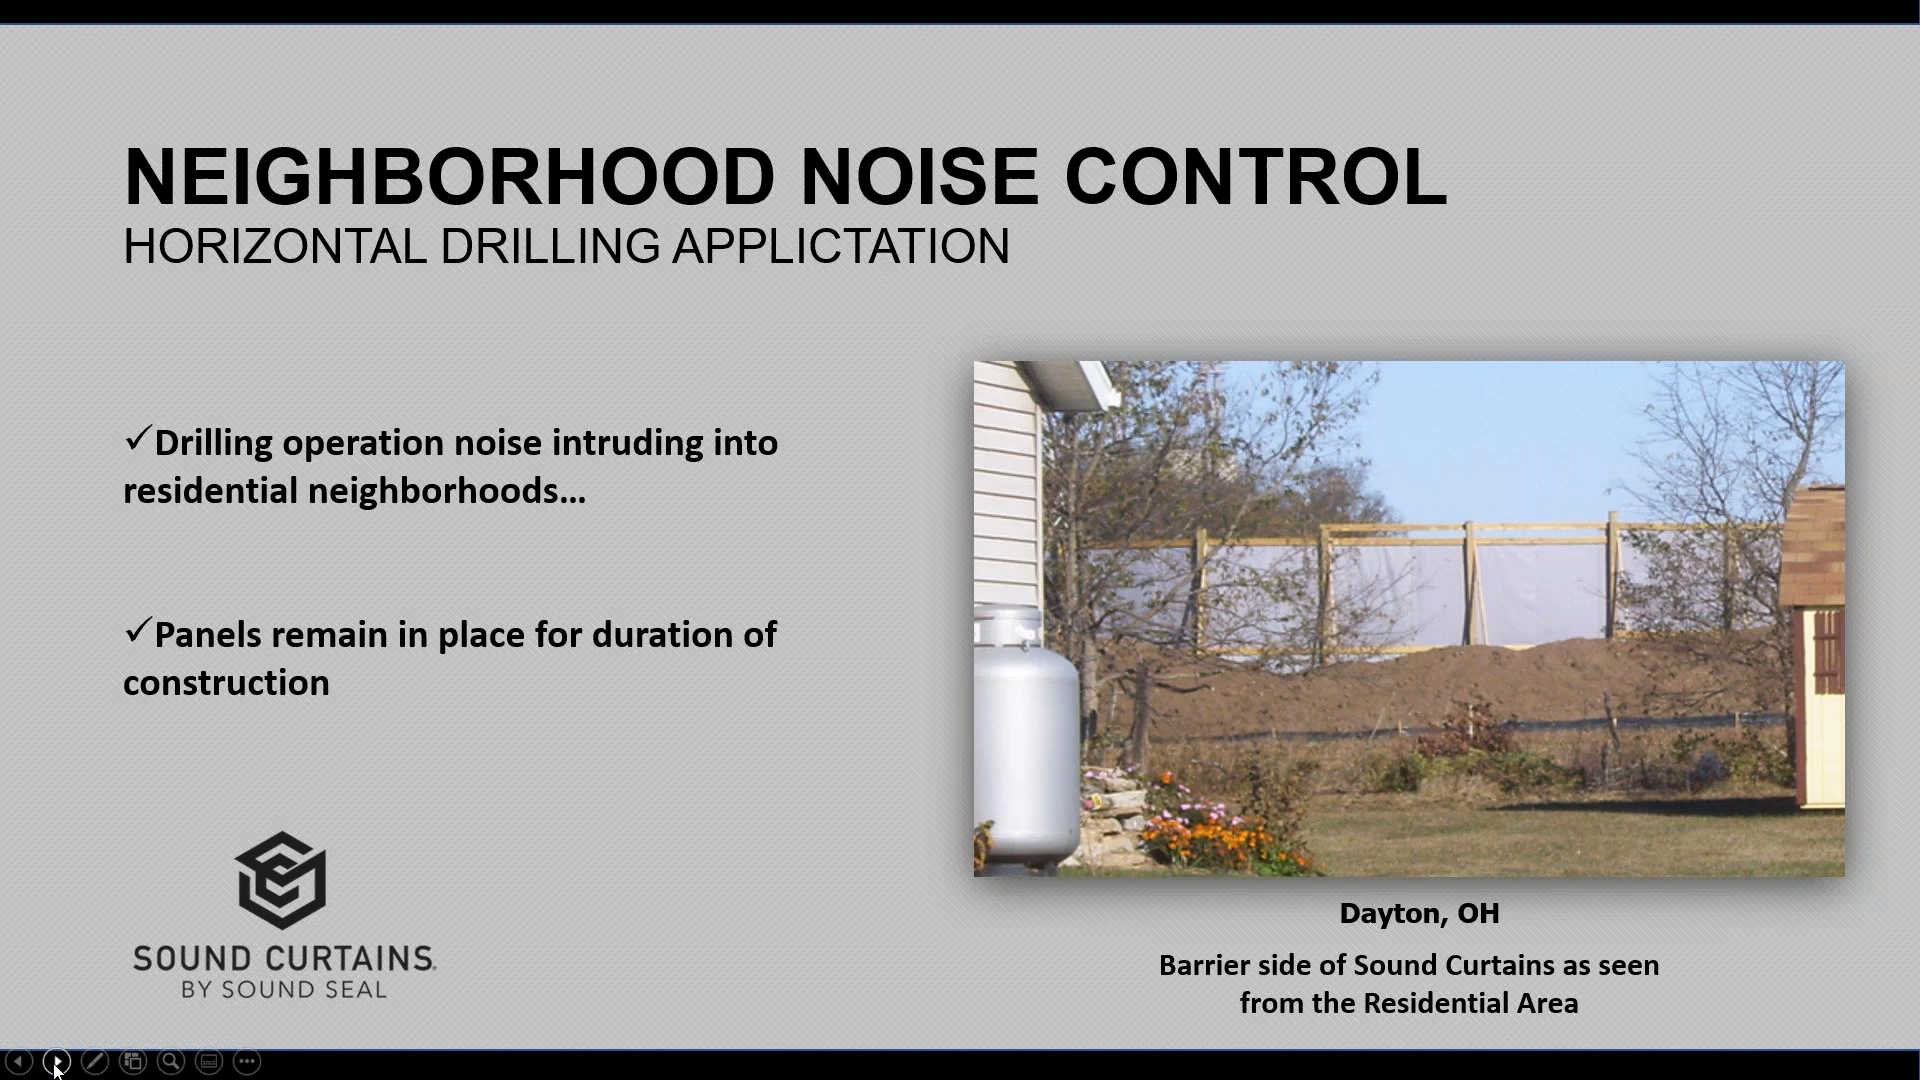 NEIGHBORHOOD NOISE CONTROL
HORIZONTAL DRILLING APPLICTATION
✓Drilling operation noise intruding into
residential neighborhoods...
✓Panels remain in place for duration of
construction
SOUND CURTAINS®
BY SOUND SEAL
Dayton, OH
Barrier side of Sound Curtains as seen
from the Residential Area